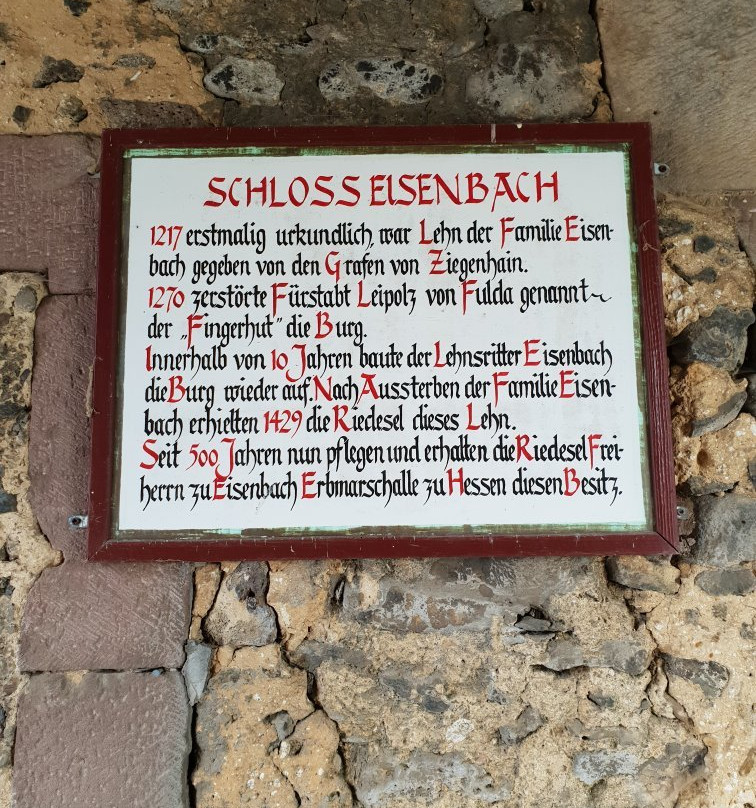 SCHLOSS EISENBACH
1217 erstmalig urkundlich, war Lehn der Familie Eisen-
bach gegeben von den Grafen von Ziegenhain.
1270 zerstörte Fürstabt Leipolz von Fulda genannt~
der „Fingerhut" die Burg.
Innerhalb von 10 Jahren baute der Lehnsritter Eisenbach
die Burg wieder auf. Nach Aussterben der Familie Eisen-
bach erhielten 1429 die Riedesel dieses Lehn.
Seit 500 Jahren nun pflegen und erhalten die Riedesel Frei-
herrn zu Eisenbach Erbmarschalle zu Hessen diesen Besitz.